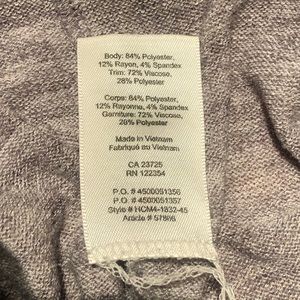 Body: 84% Polyester,
12% Rayon, 4% Spandex
Trim: 72% Viscose,
28% Polyester
Corps: 84% Polyester,
12% Rayonne, 4% Spandex
Garniture: 72% Viscose,
28% Polyester
Made in Vietnam
Fabriqué au Vietnam
CA 23725
RN 122354
P.O. # 4500051356
P.O. # 4500051357
Style # HCM4-1832-45
Article # 57866